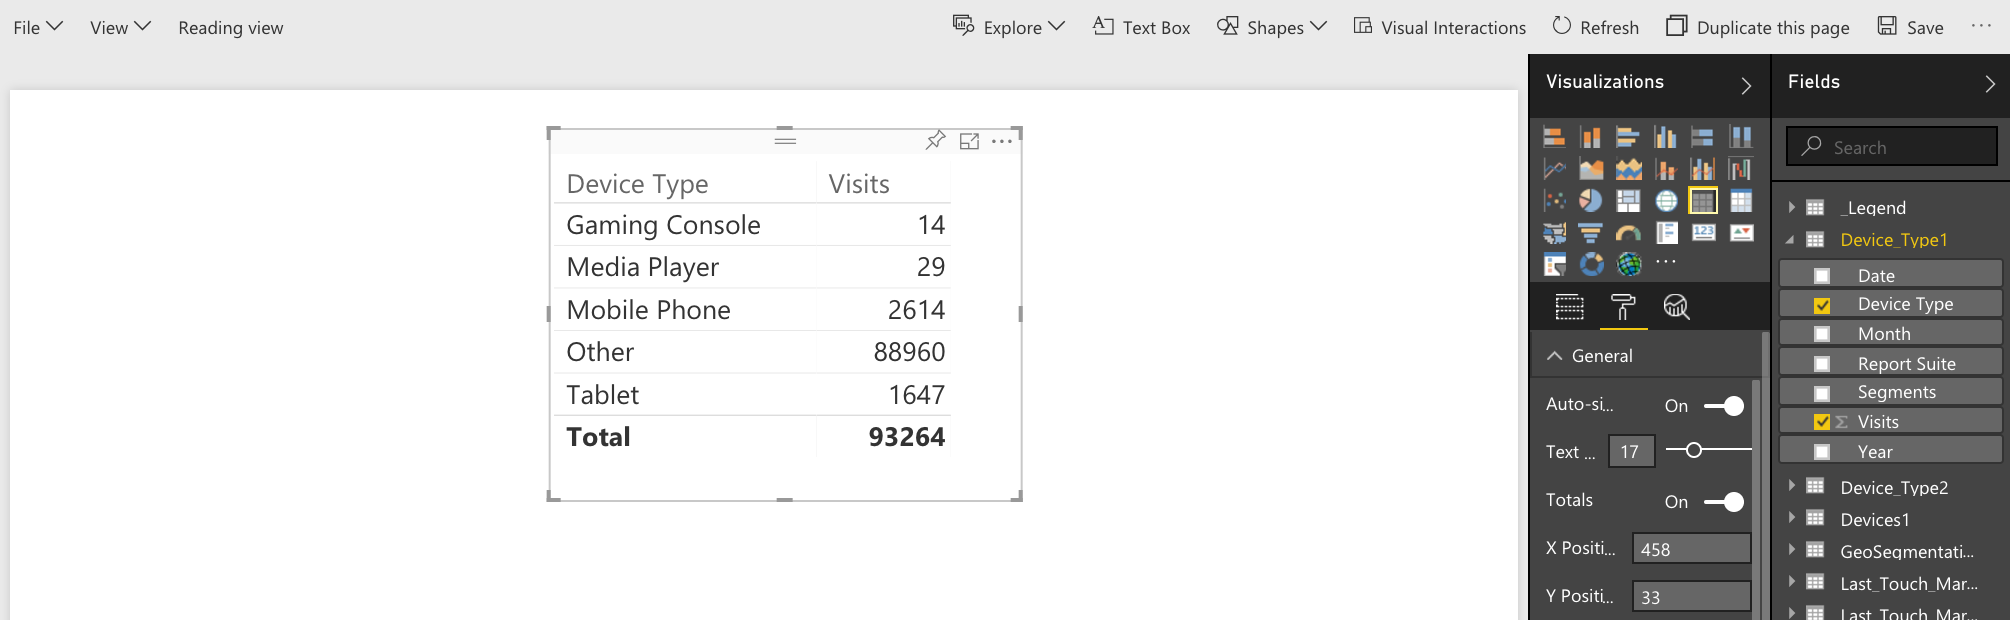 File View Reading view Explore Text Box Shapes Visual Interactions Refresh Duplicate this page Save ...
Device Type Visits
Gaming Console 14
Media Player 29
Mobile Phone 2614
Other 88960
Tablet 1647
Total 93264
Visualizations
123
...
General
Auto-si... On
Text ... 17
Totals On
X Positi... 458
Y Positi... 33
Fields
Search
_Legend
Device_Type1
Date
Device Type
Month
Report Suite
Segments
Σ Visits
Year
Device_Type2
Devices1
GeoSegmentati...
Last_Touch_Mar...
Last_Touch_Mar...